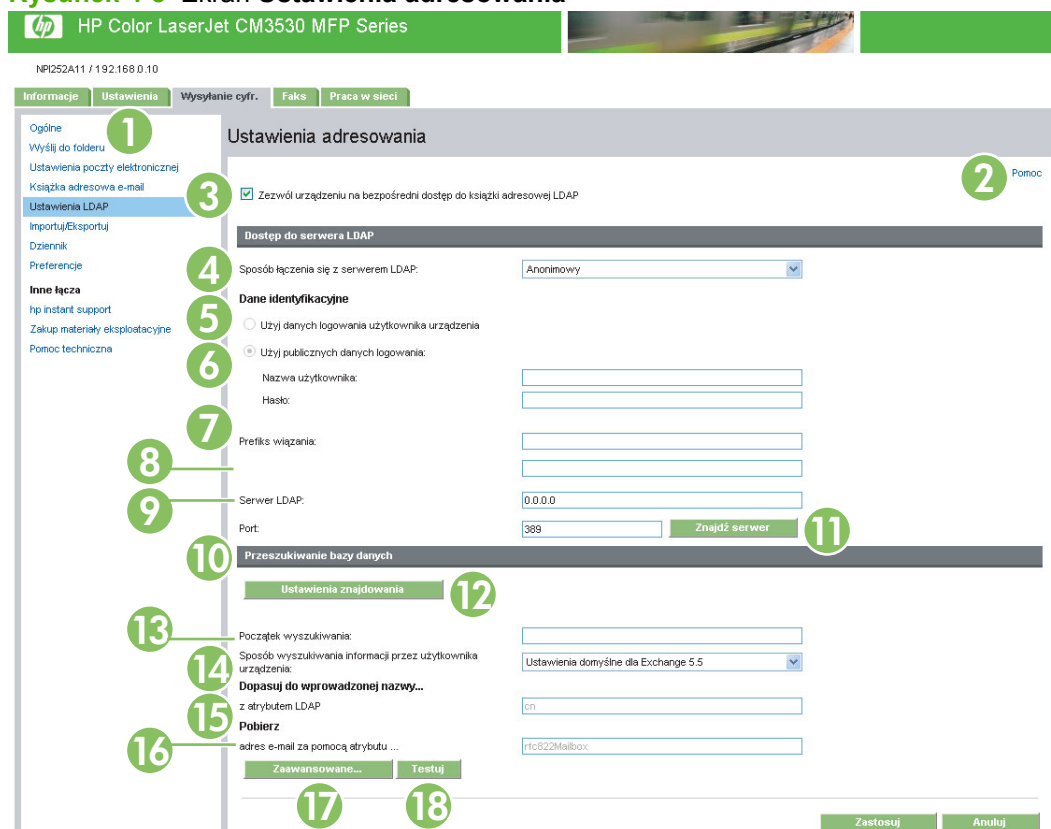 Rysunek 4-5 Ekran Ustawienia adresowania
hp HP Color LaserJet CM3530 MFP Series
NPI252A11 / 192.168.0.10
Informacje Ustawienia Wysyłanie cyfr. Faks Praca w sieci
Ogólne
Wyślij do folderu
Ustawienia poczty elektronicznej
Książka adresowa e-mail
Ustawienia LDAP
Importuj/Eksportuj
Dziennik
Preferencje
Inne łącza
hp instant support
Zakup materiały eksploatacyjne
Pomoc techniczna
1
Ustawienia adresowania
2 Pomoc
3 Zezwól urządzeniu na bezpośredni dostęp do książki adresowej LDAP
Dostęp do serwera LDAP
4 Sposób łączenia się z serwerem LDAP: Anonimowy
Dane identyfikacyjne
5 Użyj danych logowania użytkownika urządzenia
6 Użyj publicznych danych logowania:
Nazwa użytkownika:
Hasło:
7 Prefiks wiązania:
8
9 Serwer LDAP: 0.0.0.0
Port: 389 Znajdź serwer 11
10 Przeszukiwanie bazy danych
Ustawienia znajdowania 12
13 Początek wyszukiwania:
14 Sposób wyszukiwania informacji przez użytkownika
urządzenia: Ustawienia domyślne dla Exchange 5.5
Dopasuj do wprowadzonej nazwy...
15 z atrybutem LDAP cn
Pobierz
16 adres e-mail za pomocą atrybutu ... rfc822Mailbox
Zaawansowane... Testuj
17 18
Zastosuj Anuluj